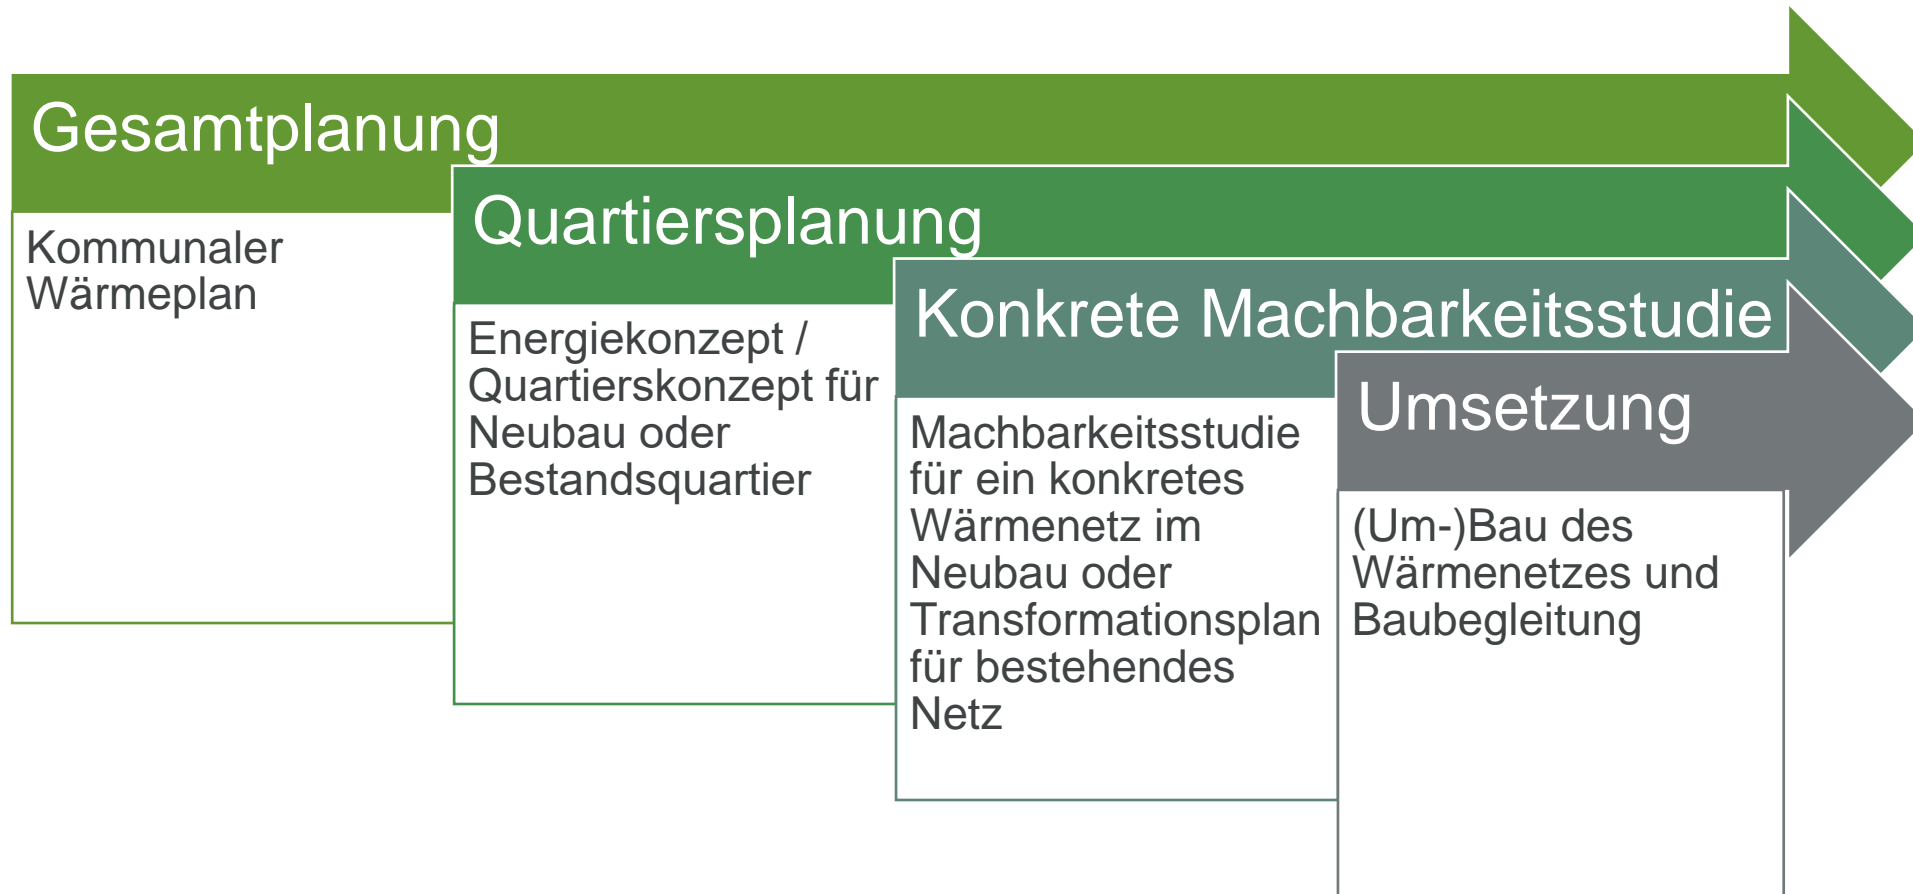 Gesamtplanung
Kommunaler
Wärmeplan
Quartiersplanung
Energiekonzept /
Quartierskonzept für
Neubau oder
Bestandsquartier
Konkrete Machbarkeitsstudie
Machbarkeitsstudie
für ein konkretes
Wärmenetz im
Neubau oder
Transformationsplan
für bestehendes
Netz
Umsetzung
(Um-)Bau des
Wärmenetzes und
Baubegleitung